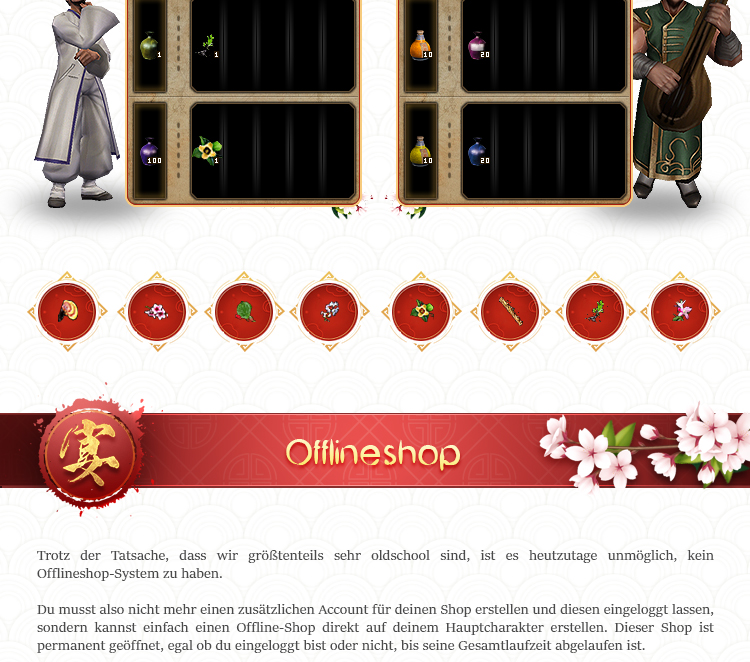 1 1 10 20
100 1 10 20
宴 Offlineshop
Trotz der Tatsache, dass wir größtenteils sehr oldschool sind, ist es heutzutage unmöglich, kein
Offlineshop-System zu haben.
Du musst also nicht mehr einen zusätzlichen Account für deinen Shop erstellen und diesen eingeloggt lassen,
sondern kannst einfach einen Offline-Shop direkt auf deinem Hauptcharakter erstellen. Dieser Shop ist
permanent geöffnet, egal ob du eingeloggt bist oder nicht, bis seine Gesamtlaufzeit abgelaufen ist.